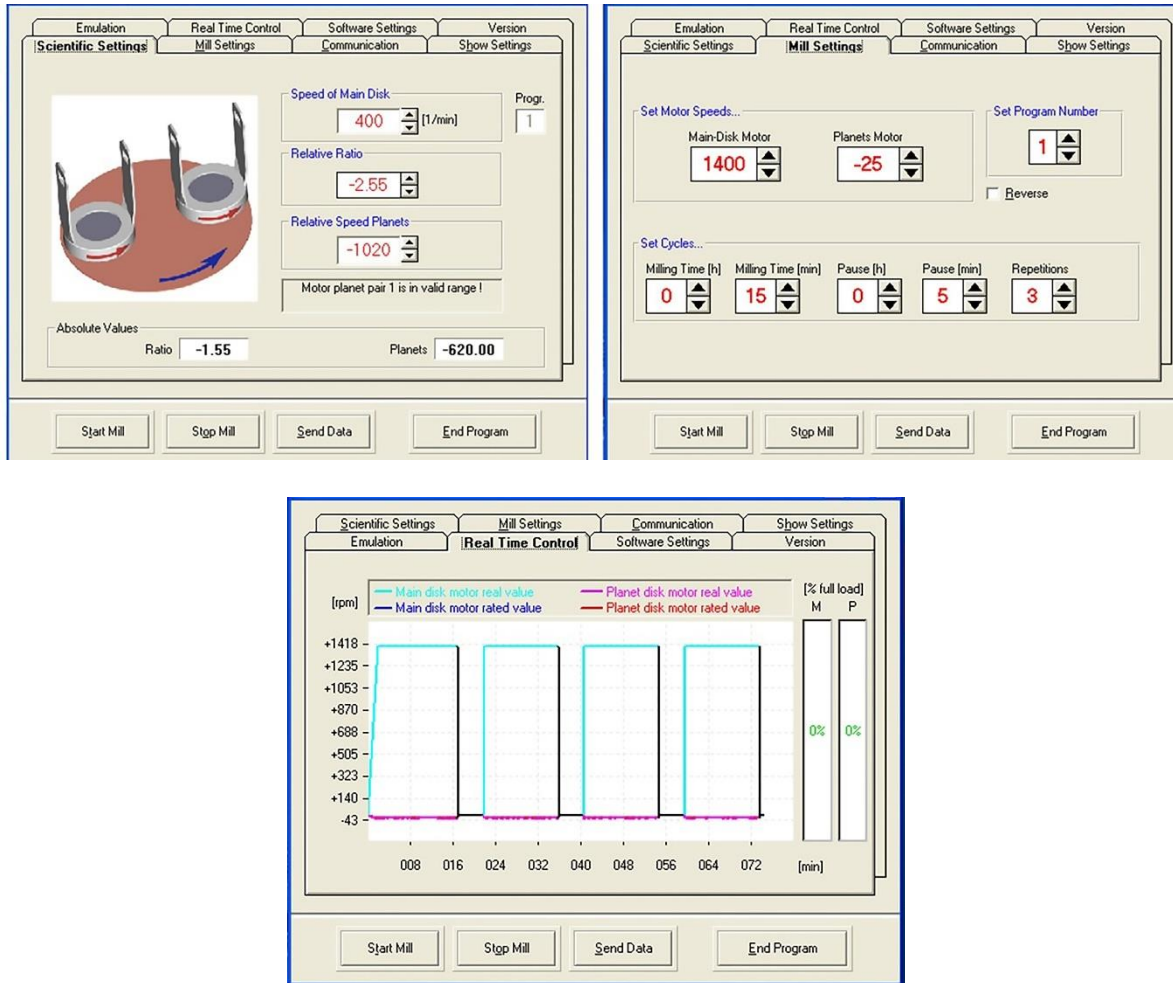 Emulation Real Time Control Software Settings Version
Scientific Settings Mill Settings Communication Show Settings
Speed of Main Disk
400 [1/min]
Progr.
1
Relative Ratio
-2.55
Relative Speed Planets
-1020
Motor planet pair 1 is in valid range !
Absolute Values
Ratio -1.55 Planets -620.00
Start Mill Stop Mill Send Data End Program
Emulation Real Time Control Software Settings Version
Scientific Settings Mill Settings Communication Show Settings
Set Motor Speeds...
Main-Disk Motor Planets Motor
1400 -25
Set Program Number
1
Reverse
Set Cycles...
Milling Time [h] Milling Time [min] Pause [h] Pause [min] Repetitions
0 15 0 5 3
Start Mill Stop Mill Send Data End Program
Scientific Settings Mill Settings Communication Show Settings
Emulation Real Time Control Software Settings Version
[rpm]
Main disk motor real value Planet disk motor real value
Main disk motor rated value Planet disk motor rated value
[% full load]
M P
+1418
+1235
+1053
+870
+688
+505
+323
+140
-43
0% 0%
008 016 024 032 040 048 056 064 072 [min]
Start Mill Stop Mill Send Data End Program